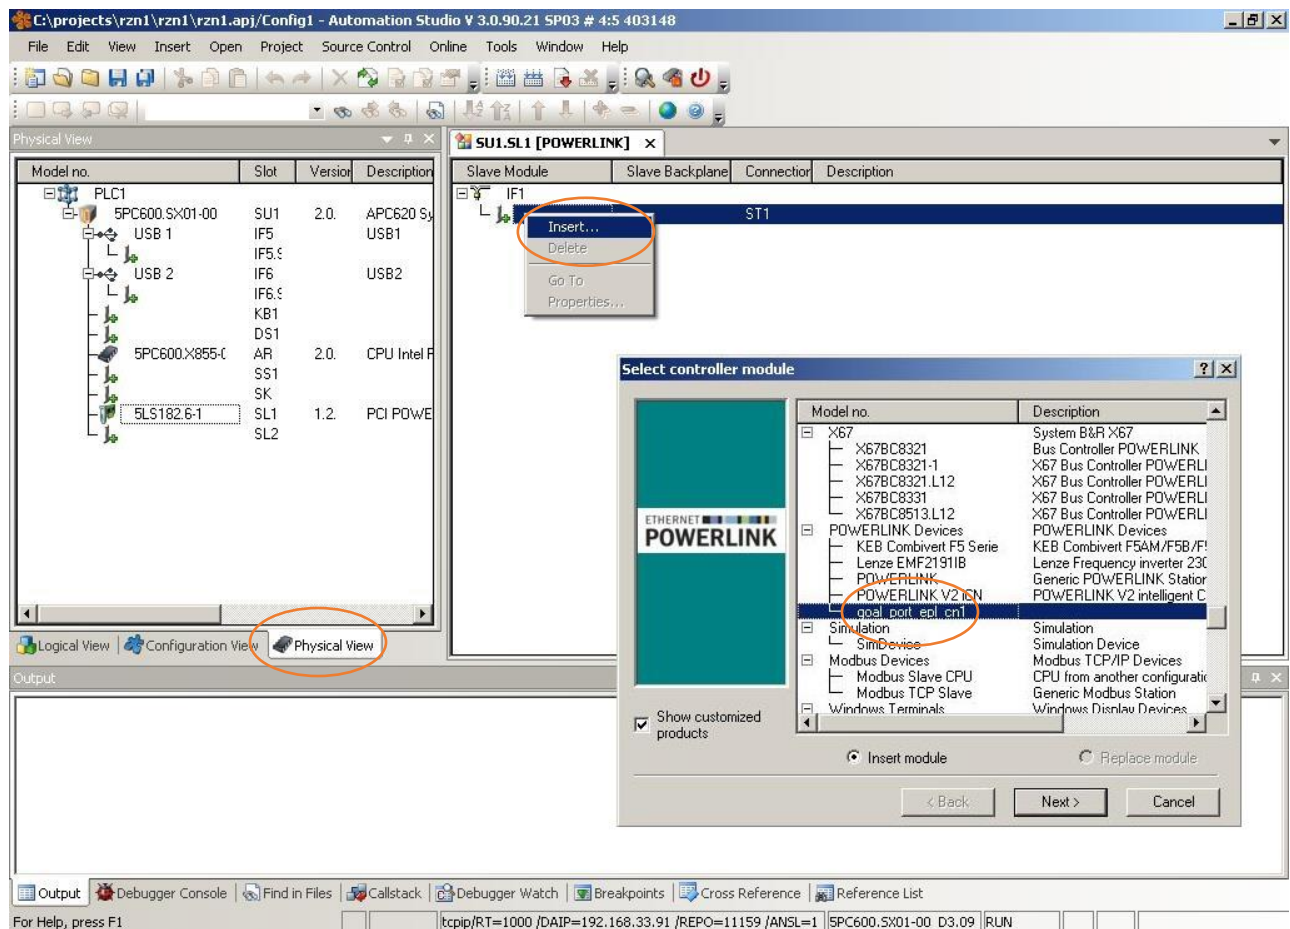 C:\projects\rzn1\rzn1\rzn1.apj/Config1 - Automation Studio V 3.0.90.21 SP03 # 4:5 403148
File Edit View Insert Open Project Source Control Online Tools Window Help
Physical View
Model no. Slot Version Description
PLC1
5PC600.SX01-00 SU1 2.0. APC620 Sy
USB 1 IF5 USB1
IF5.S
USB 2 IF6 USB2
IF6.S
KB1
DS1
5PC600.X855-0 AR 2.0. CPU Intel P
SS1
SK
5LS182.6-1 SL1 1.2. PCI POWE
SL2
Logical View Configuration View Physical View
SU1.SL1 [POWERLINK]
Slave Module Slave Backplane Connection Description
IF1
ST1
Insert...
Delete
Go To
Properties...
Select controller module
ETHERNET
POWERLINK
Model no. Description
X67 System B&R X67
X67BC8321 Bus Controller POWERLINK
X67BC8321-1 X67 Bus Controller POWERLI
X67BC8321.L12 X67 Bus Controller POWERLI
X67BC8331 X67 Bus Controller POWERLI
X67BC8513.L12 X67 Bus Controller POWERLI
POWERLINK Devices POWERLINK Devices
KEB Combivert F5 Serie KEB Combivert F5AM/F5B/F!
Lenze EMF2191IB Lenze Frequency inverter 230
POWERLINK Generic POWERLINK Station
POWERLINK V2 iCN POWERLINK V2 intelligent C
goal_port_epl_cn1
Simulation Simulation
SimDevice Simulation Device
Modbus Devices Modbus TCP/IP Devices
Modbus Slave CPU CPU from another configuratio
Modbus TCP Slave Generic Modbus Station
Windows Terminals Windows Display Devices
Show customized
products
Insert module Replace module
< Back Next > Cancel
Output
Output Debugger Console Find in Files Callstack Debugger Watch Breakpoints Cross Reference Reference List
For Help, press F1 tcpip/RT=1000 /DAIP=192.168.33.91 /REPO=11159 /ANSL=1 5PC600.SX01-00 D3.09 RUN